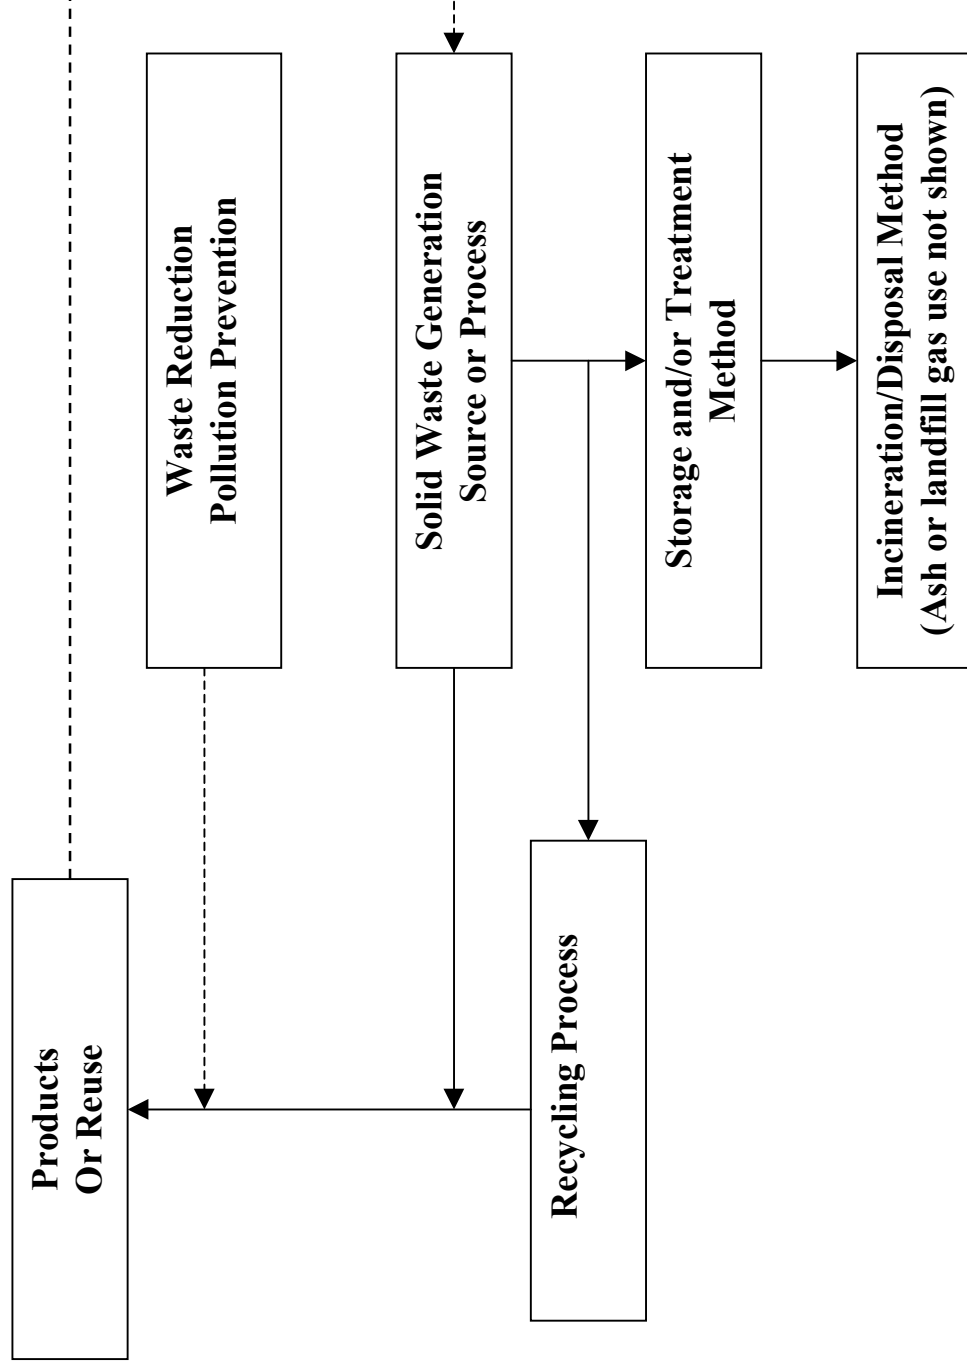 Products
Or Reuse
Waste Reduction
Pollution Prevention
Solid Waste Generation
Source or Process
Recycling Process
Storage and/or Treatment
Method
Incineration/Disposal Method
(Ash or landfill gas use not shown)